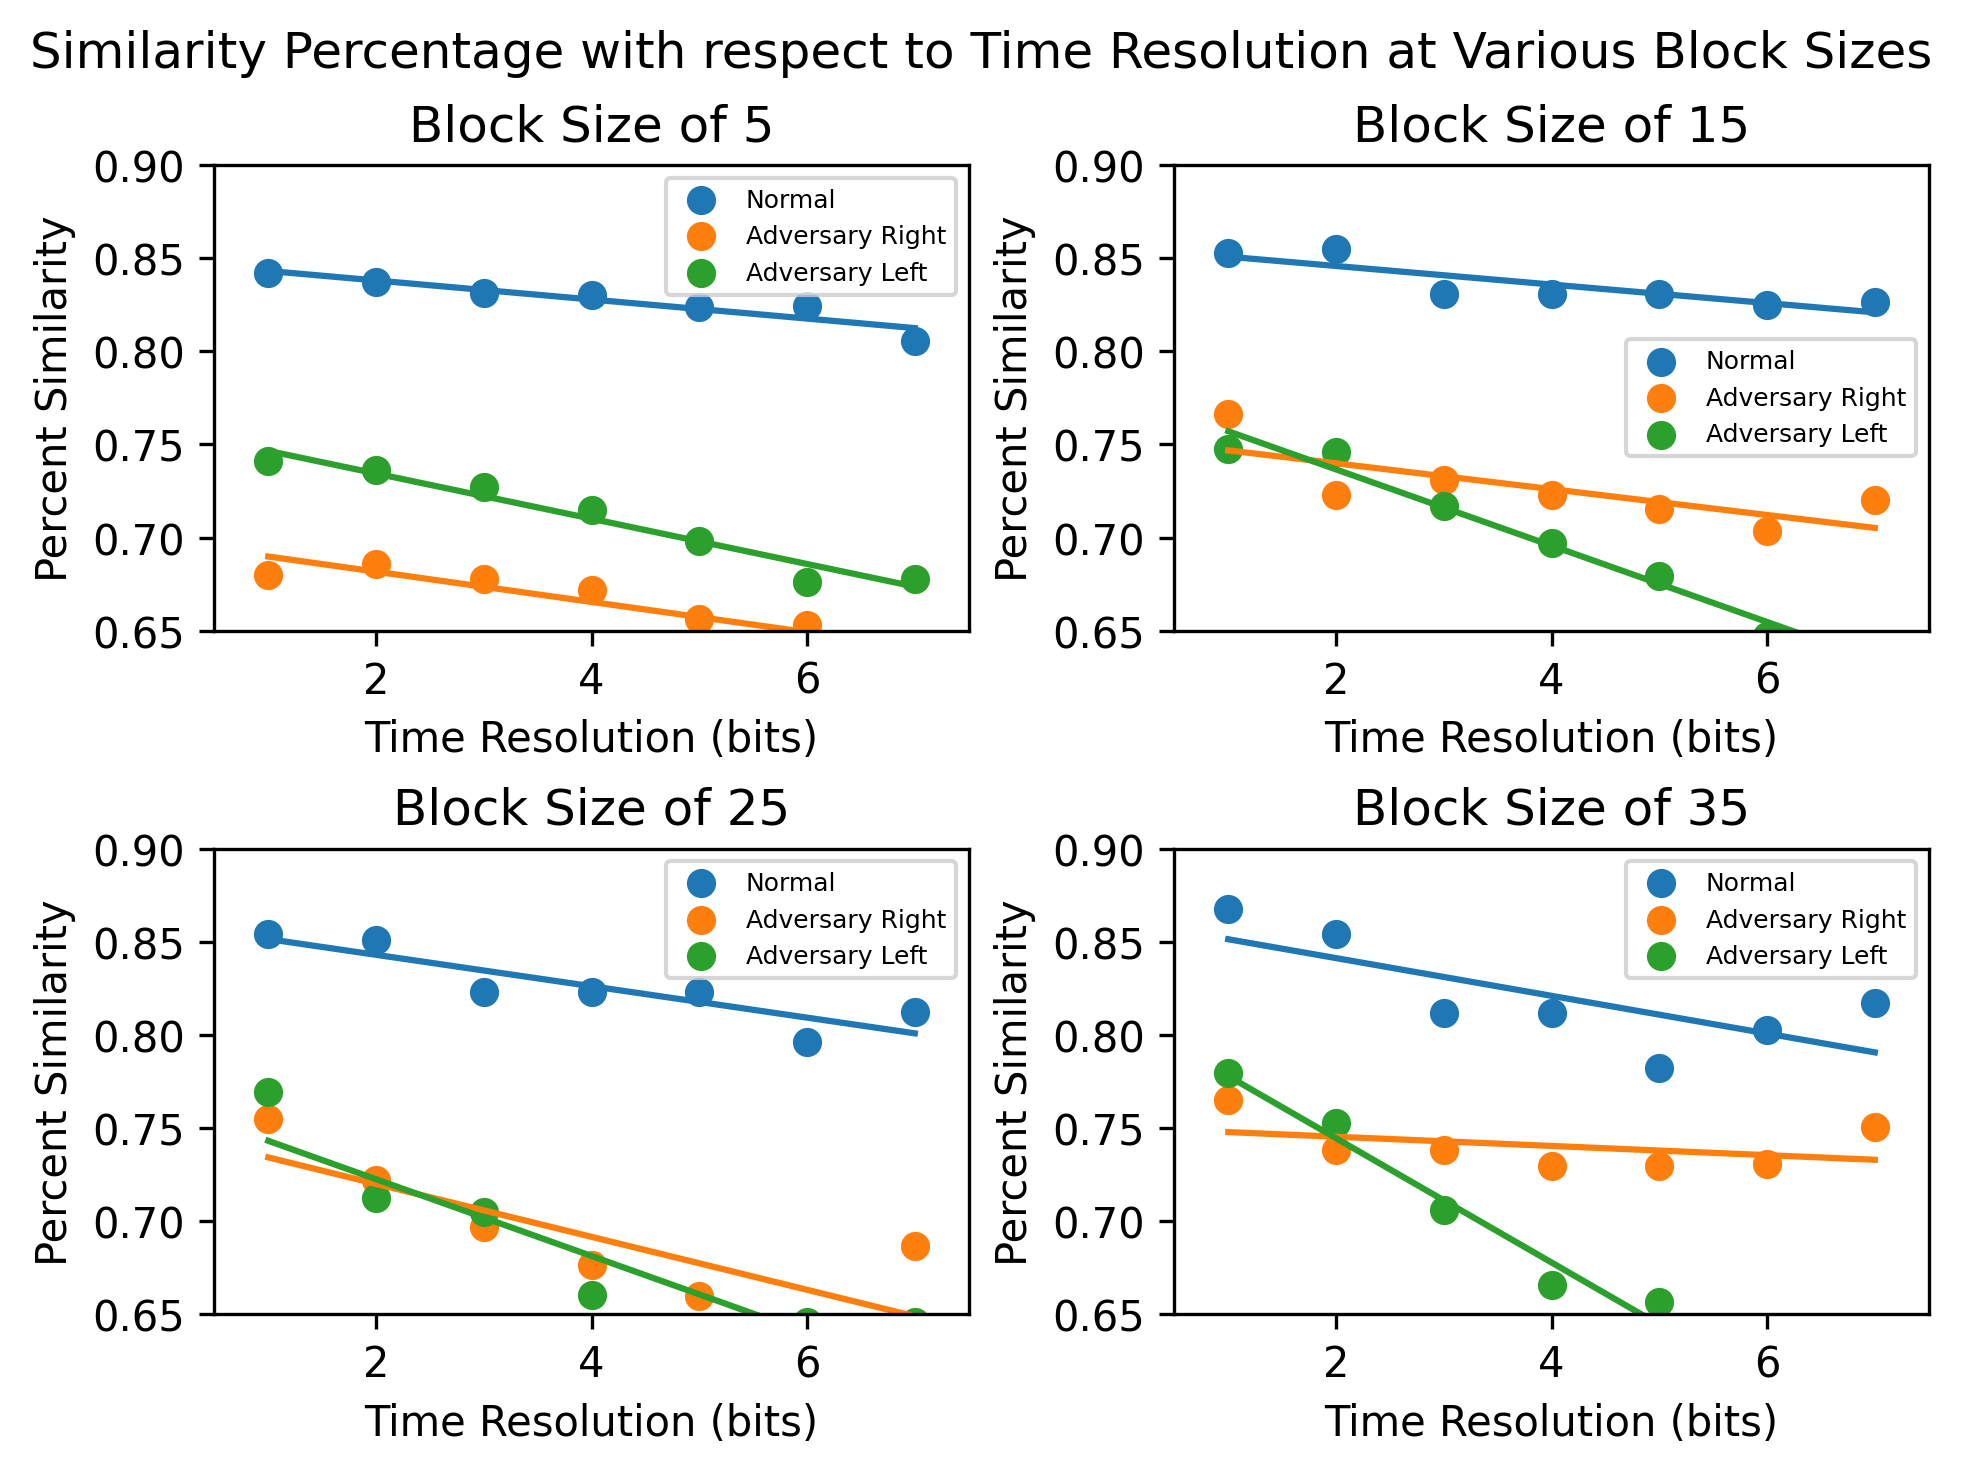 Similarity Percentage with respect to Time Resolution at Various Block Sizes
Block Size of 5
0.90
0.85
0.80
0.75
0.70
0.65
Percent Similarity
Normal
Adversary Right
Adversary Left
2 4 6
Time Resolution (bits)
Block Size of 15
0.90
0.85
0.80
0.75
0.70
0.65
Percent Similarity
Normal
Adversary Right
Adversary Left
2 4 6
Time Resolution (bits)
Block Size of 25
0.90
0.85
0.80
0.75
0.70
0.65
Percent Similarity
Normal
Adversary Right
Adversary Left
2 4 6
Time Resolution (bits)
Block Size of 35
0.90
0.85
0.80
0.75
0.70
0.65
Percent Similarity
Normal
Adversary Right
Adversary Left
2 4 6
Time Resolution (bits)